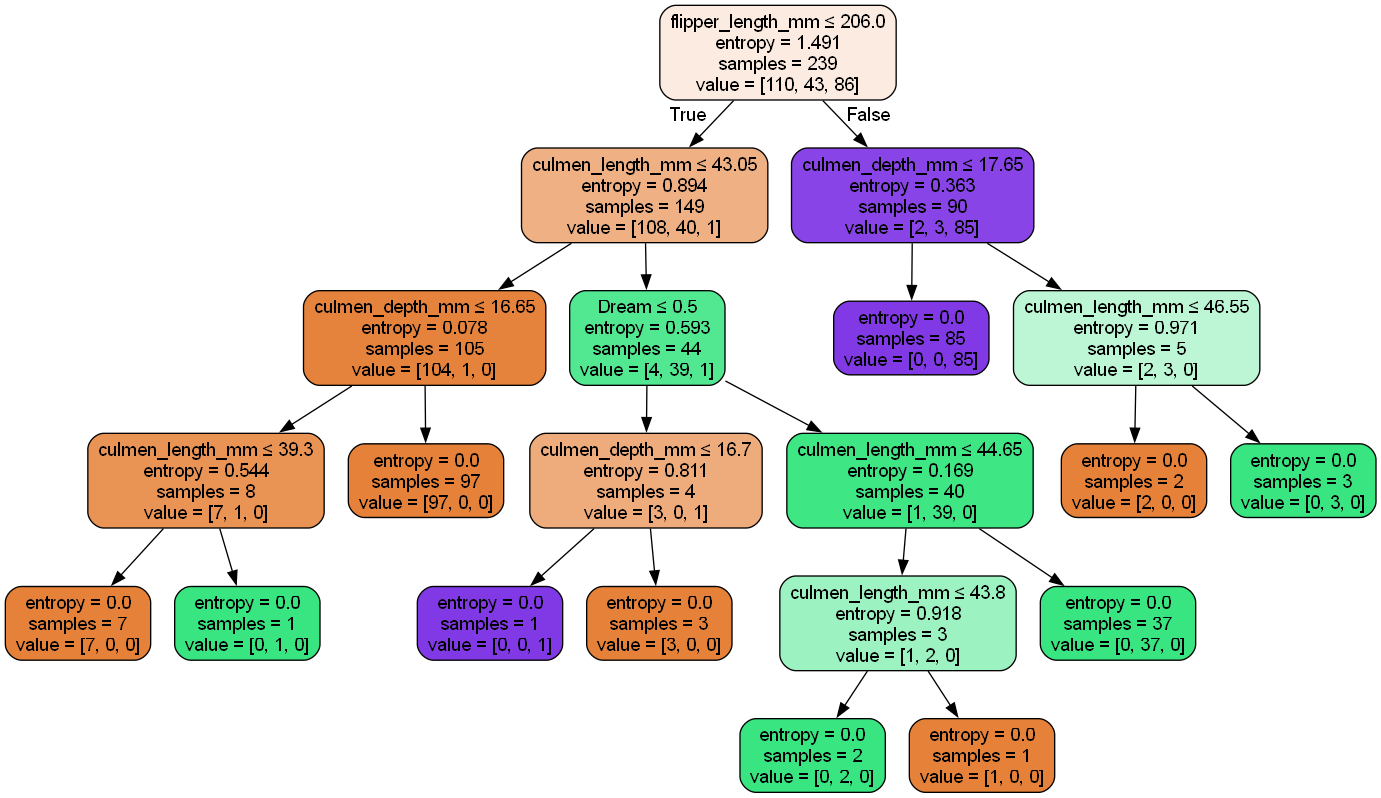 flipper_length_mm ≤ 206.0
entropy = 1.491
samples = 239
value = [110, 43, 86]
True
False
culmen_length_mm ≤ 43.05
entropy = 0.894
samples = 149
value = [108, 40, 1]
culmen_depth_mm ≤ 17.65
entropy = 0.363
samples = 90
value = [2, 3, 85]
culmen_depth_mm ≤ 16.65
entropy = 0.078
samples = 105
value = [104, 1, 0]
Dream ≤ 0.5
entropy = 0.593
samples = 44
value = [4, 39, 1]
entropy = 0.0
samples = 85
value = [0, 0, 85]
culmen_length_mm ≤ 46.55
entropy = 0.971
samples = 5
value = [2, 3, 0]
culmen_length_mm ≤ 39.3
entropy = 0.544
samples = 8
value = [7, 1, 0]
entropy = 0.0
samples = 97
value = [97, 0, 0]
culmen_depth_mm ≤ 16.7
entropy = 0.811
samples = 4
value = [3, 0, 1]
culmen_length_mm ≤ 44.65
entropy = 0.169
samples = 40
value = [1, 39, 0]
entropy = 0.0
samples = 2
value = [2, 0, 0]
entropy = 0.0
samples = 3
value = [0, 3, 0]
entropy = 0.0
samples = 7
value = [7, 0, 0]
entropy = 0.0
samples = 1
value = [0, 1, 0]
entropy = 0.0
samples = 1
value = [0, 0, 1]
entropy = 0.0
samples = 3
value = [3, 0, 0]
culmen_length_mm ≤ 43.8
entropy = 0.918
samples = 3
value = [1, 2, 0]
entropy = 0.0
samples = 37
value = [0, 37, 0]
entropy = 0.0
samples = 2
value = [0, 2, 0]
entropy = 0.0
samples = 1
value = [1, 0, 0]